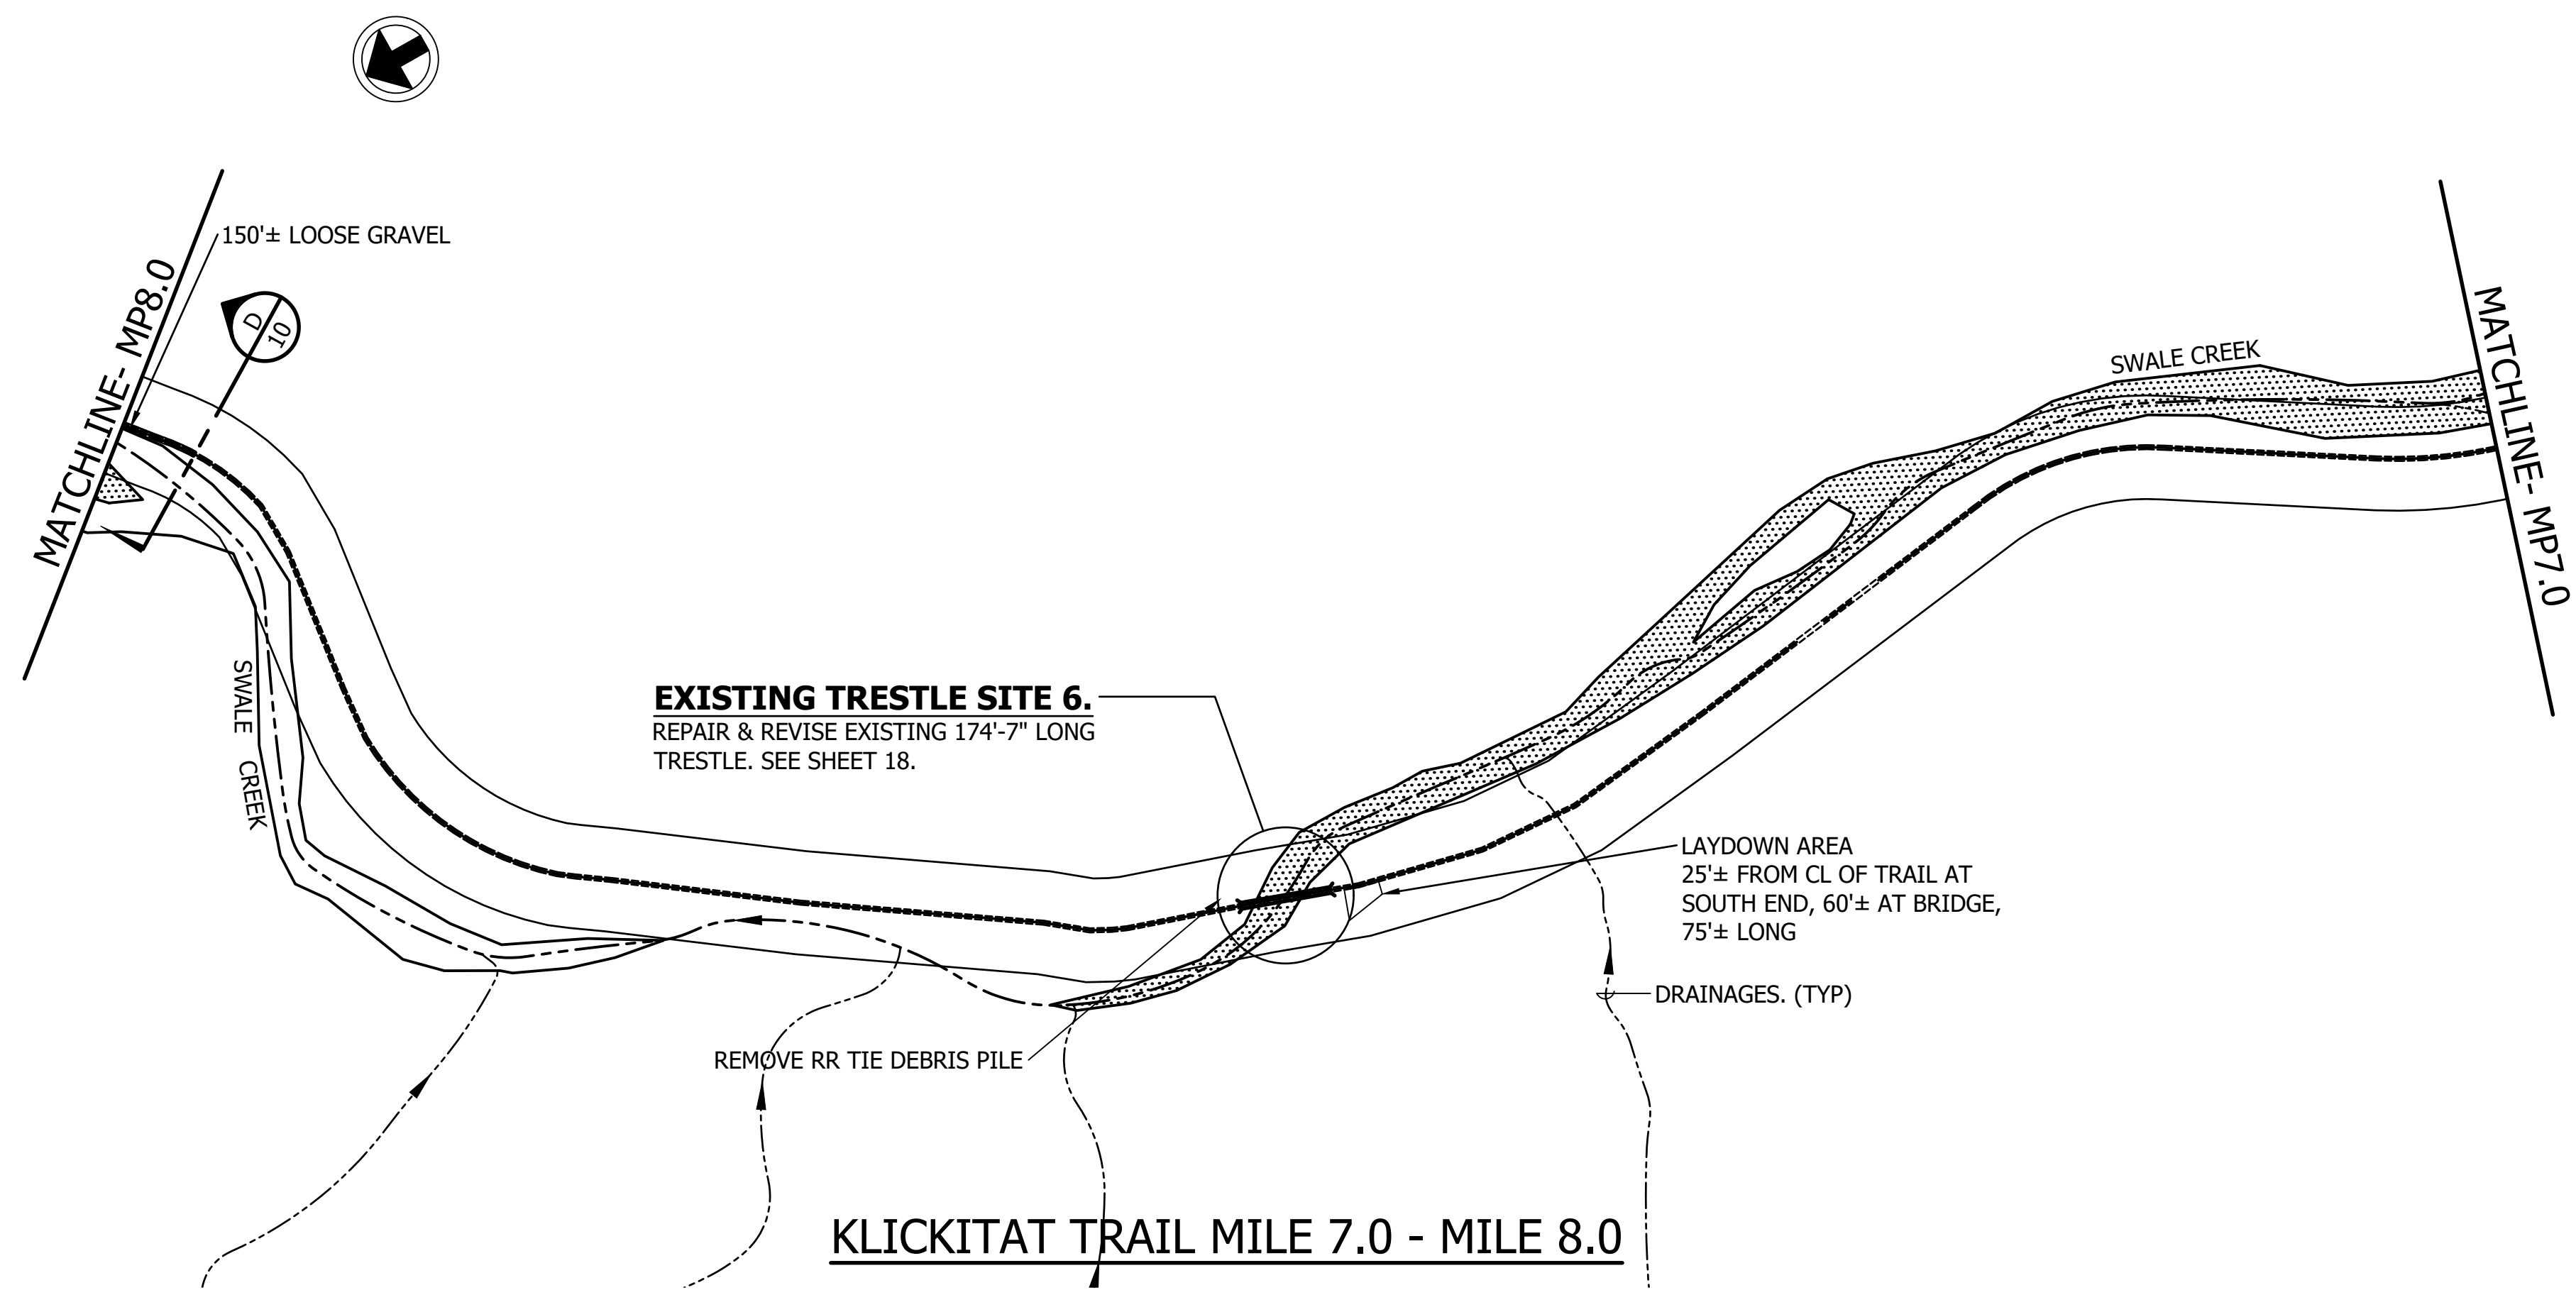 150'± LOOSE GRAVEL
MATCHLINE- MP8.0
D
10
SWALE CREEK
MATCHLINE- MP7.0
SWALE CREEK
EXISTING TRESTLE SITE 6.
REPAIR & REVISE EXISTING 174'-7" LONG
TRESTLE. SEE SHEET 18.
LAYDOWN AREA
25'± FROM CL OF TRAIL AT
SOUTH END, 60'± AT BRIDGE,
75'± LONG
DRAINAGES. (TYP)
REMOVE RR TIE DEBRIS PILE
KLICKITAT TRAIL MILE 7.0 - MILE 8.0